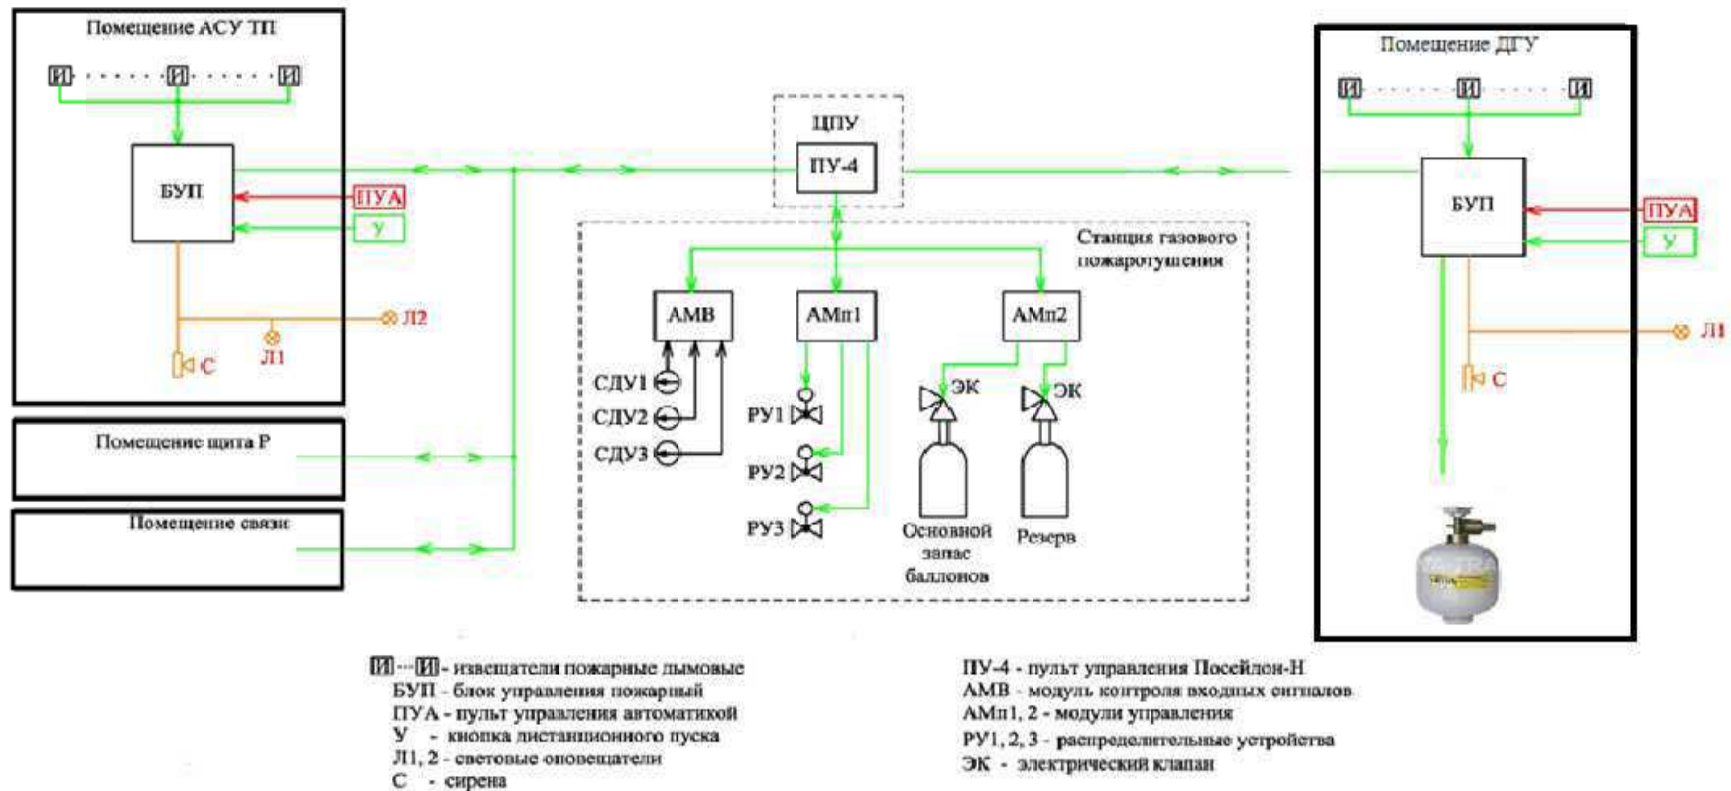 Помещение АСУ ТП
И
И
И
БУП
ПУА
У
Л2
Л1
С
Помещение щита Р
Помещение связи
ЦПУ
ПУ-4
Станция газового
пожаротушения
АМВ
АМп1
АМп2
СДУ1
СДУ2
СДУ3
РУ1
РУ2
РУ3
ЭК
ЭК
Основной
запас
баллонов
Резерв
Помещение ДГУ
И
И
И
БУП
ПУА
У
Л1
С
И...И - извещатели пожарные дымовые
БУП - блок управления пожарный
ПУА - пульт управления автоматикой
У - кнопка дистанционного пуска
Л1, 2 - световые оповещатели
С - сирена
ПУ-4 - пульт управления Посейдон-Н
АМВ - модуль контроля входных сигналов
АМп1, 2 - модули управления
РУ1, 2, 3 - распределительные устройства
ЭК - электрический клапан